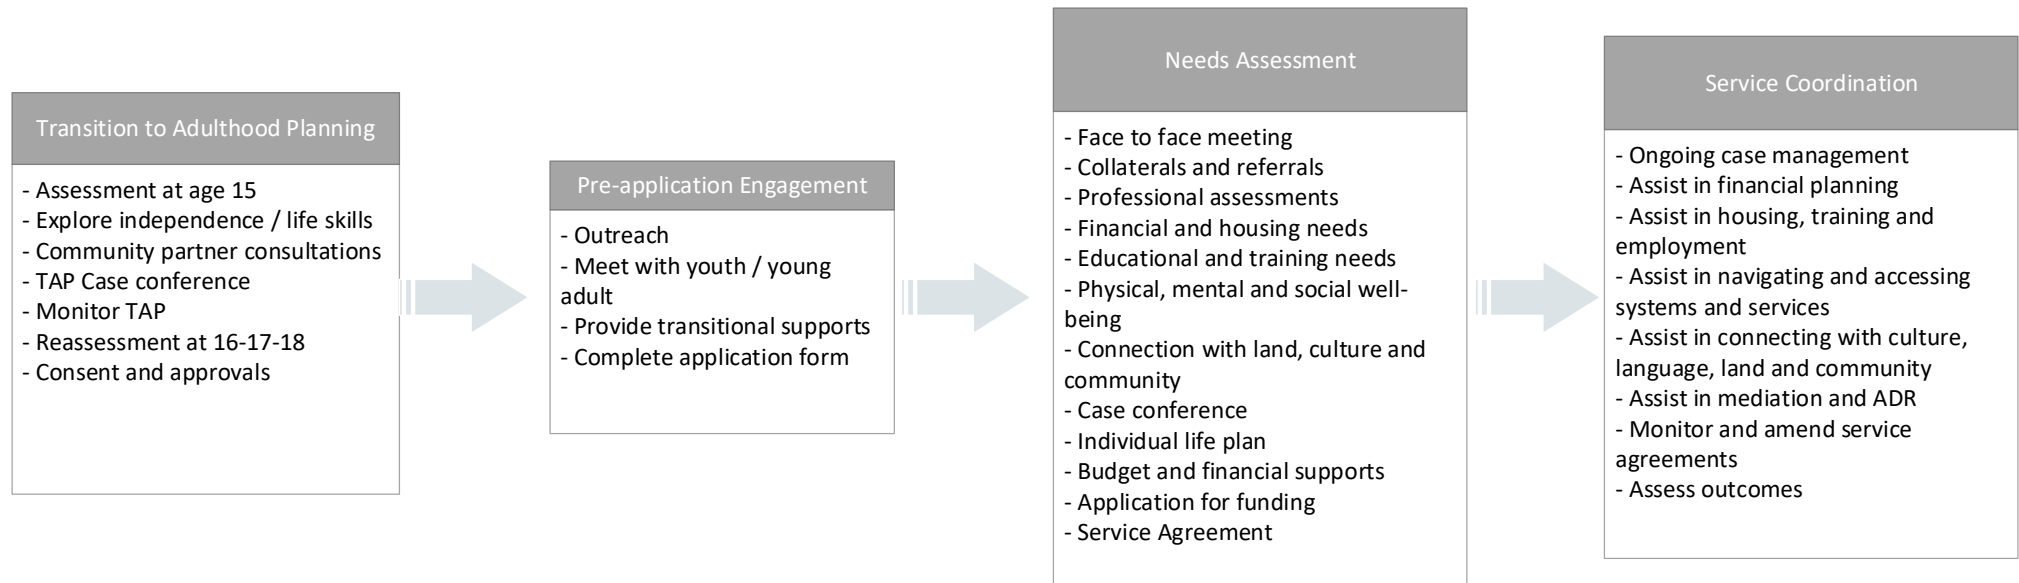 Transition to Adulthood Planning
- Assessment at age 15
- Explore independence / life skills
- Community partner consultations
- TAP Case conference
- Monitor TAP
- Reassessment at 16-17-18
- Consent and approvals
Pre-application Engagement
- Outreach
- Meet with youth / young
adult
- Provide transitional supports
- Complete application form
Needs Assessment
- Face to face meeting
- Collaterals and referrals
- Professional assessments
- Financial and housing needs
- Educational and training needs
- Physical, mental and social well-
being
- Connection with land, culture and
community
- Case conference
- Individual life plan
- Budget and financial supports
- Application for funding
- Service Agreement
Service Coordination
- Ongoing case management
- Assist in financial planning
- Assist in housing, training and
employment
- Assist in navigating and accessing
systems and services
- Assist in connecting with culture,
language, land and community
- Assist in mediation and ADR
- Monitor and amend service
agreements
- Assess outcomes